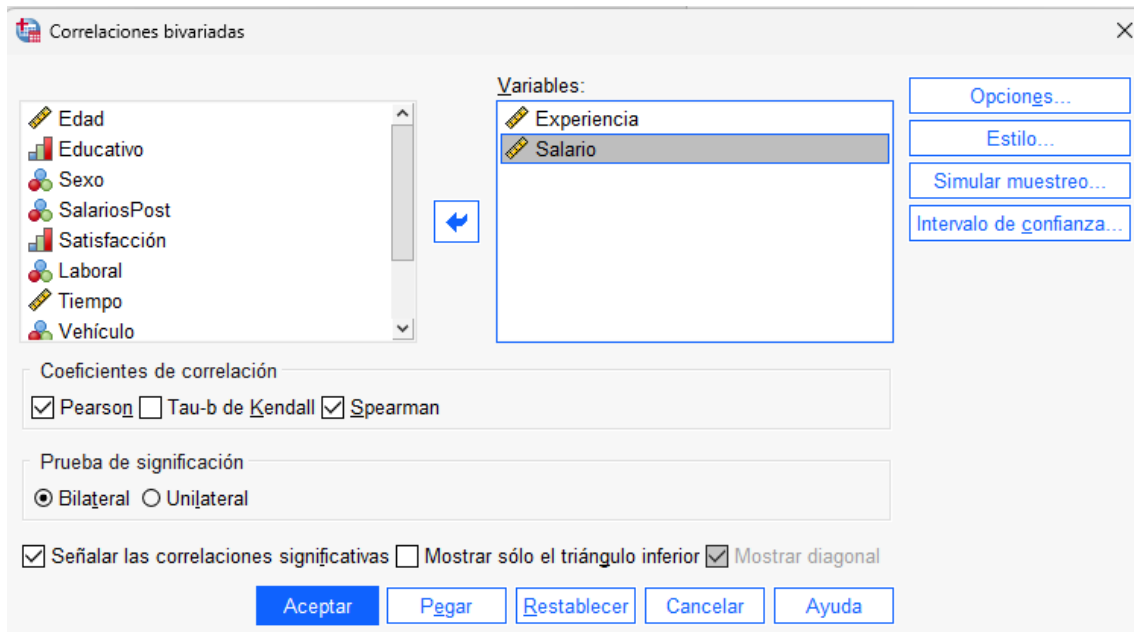 Correlaciones bivariadas
Variables:
Edad
Educativo
Sexo
SalariosPost
Satisfacción
Laboral
Tiempo
Vehículo
Experiencia
Salario
Opciones...
Estilo...
Simular muestreo...
Intervalo de confianza...
Coeficientes de correlación
Pearson Tau-b de Kendall Spearman
Prueba de significación
Bilateral Unilateral
Señalar las correlaciones significativas Mostrar sólo el triángulo inferior Mostrar diagonal
Aceptar Pegar Restablecer Cancelar Ayuda